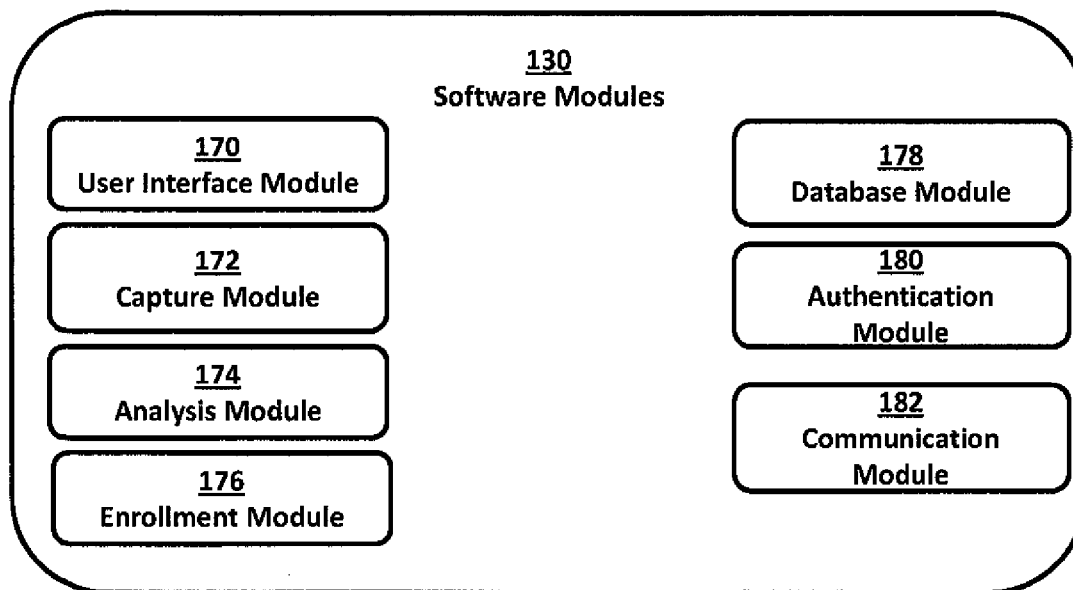 130
Software Modules
170
User Interface Module
172
Capture Module
174
Analysis Module
176
Enrollment Module
178
Database Module
180
Authentication
Module
182
Communication
Module